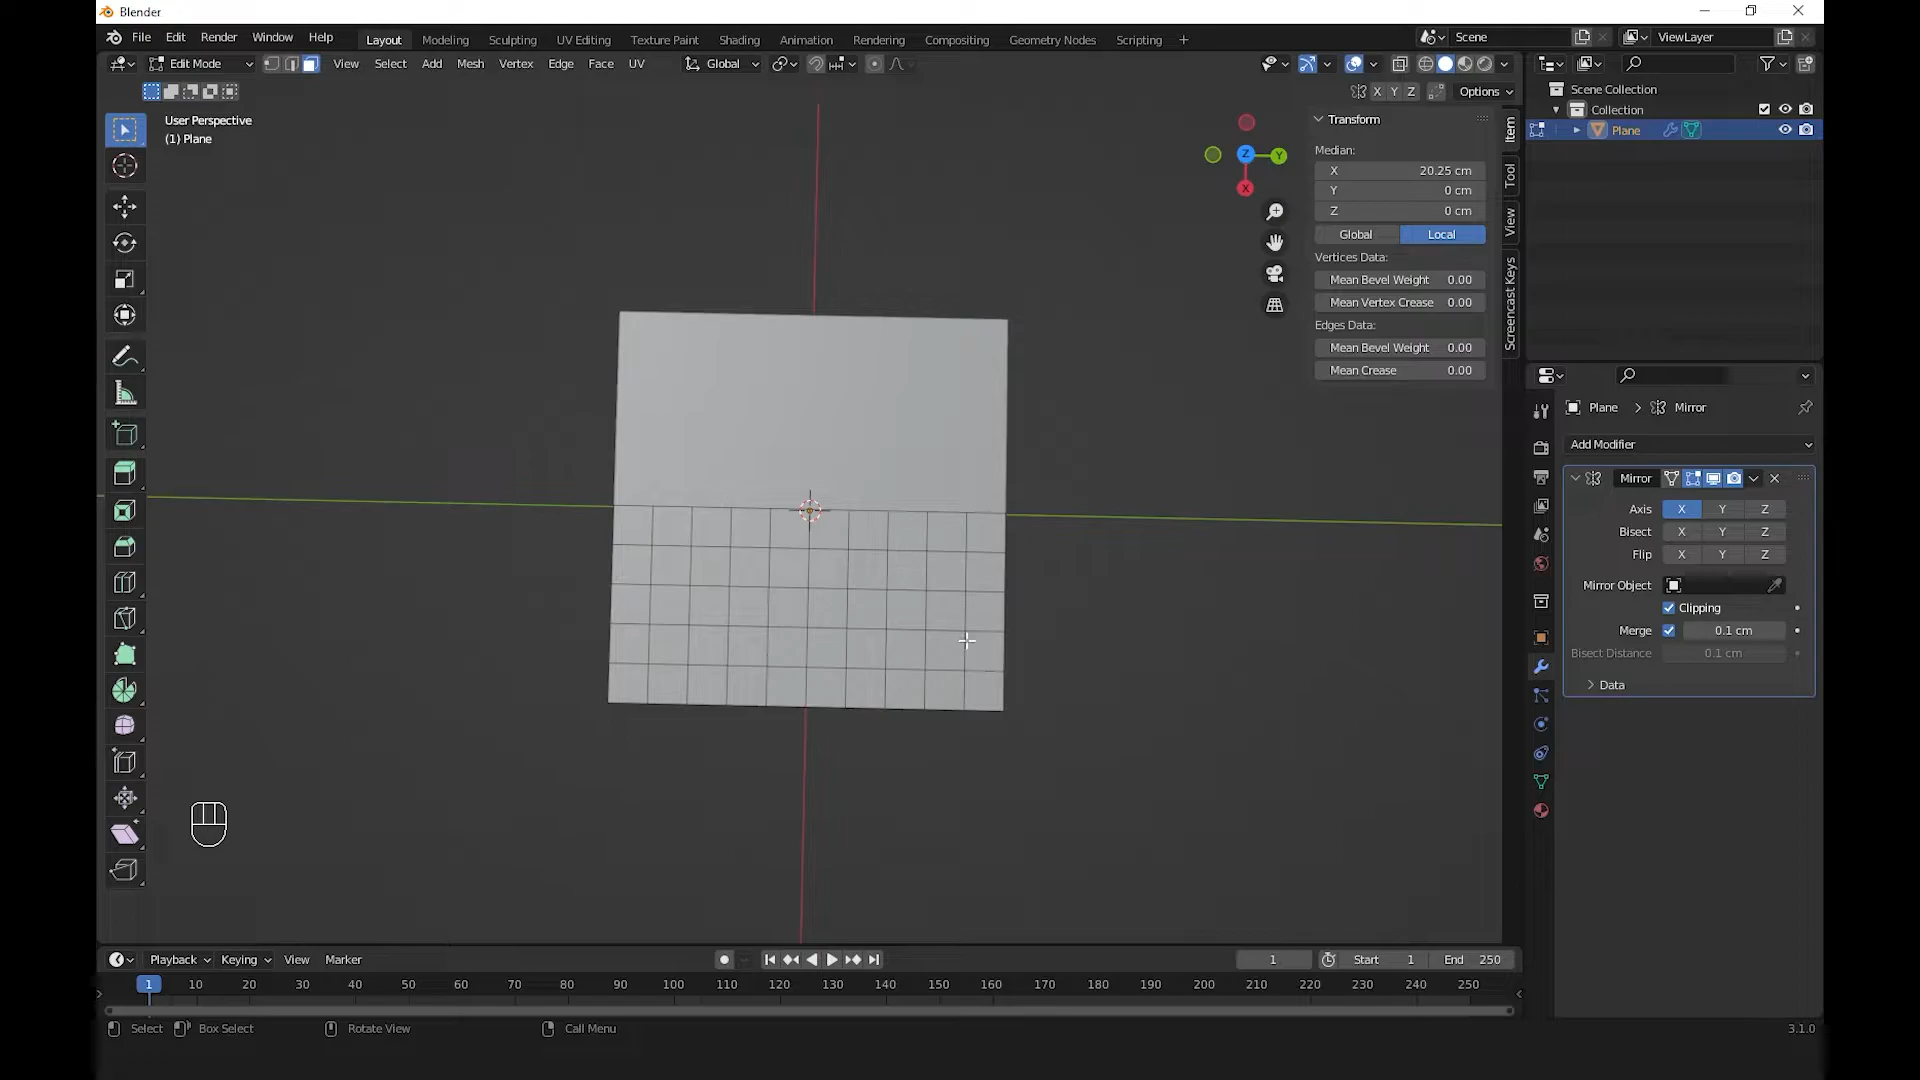 Blender
File Edit Render Window Help Layout Modeling Sculpting UV Editing Texture Paint Shading Animation Rendering Compositing Geometry Nodes Scripting + Scene ViewLayer
Edit Mode View Select Add Mesh Vertex Edge Face UV Global
X Y Z Options
Scene Collection
Collection
Plane
User Perspective
(1) Plane
Z Y
X
Transform
Median:
X 20.25 cm
Y 0 cm
Z 0 cm
Global Local
Vertices Data:
Mean Bevel Weight 0.00
Mean Vertex Crease 0.00
Edges Data:
Mean Bevel Weight 0.00
Mean Crease 0.00
Item
Tool
View
Screencast Keys
Plane > Mirror
Add Modifier
Mirror
Axis X Y Z
Bisect X Y Z
Flip X Y Z
Mirror Object
Clipping
Merge 0.1 cm
Bisect Distance 0.1 cm
Data
Playback Keying View Marker 1 Start 1 End 250
1 10 20 30 40 50 60 70 80 90 100 110 120 130 140 150 160 170 180 190 200 210 220 230 240 250
Select Box Select Rotate View Call Menu 3.1.0